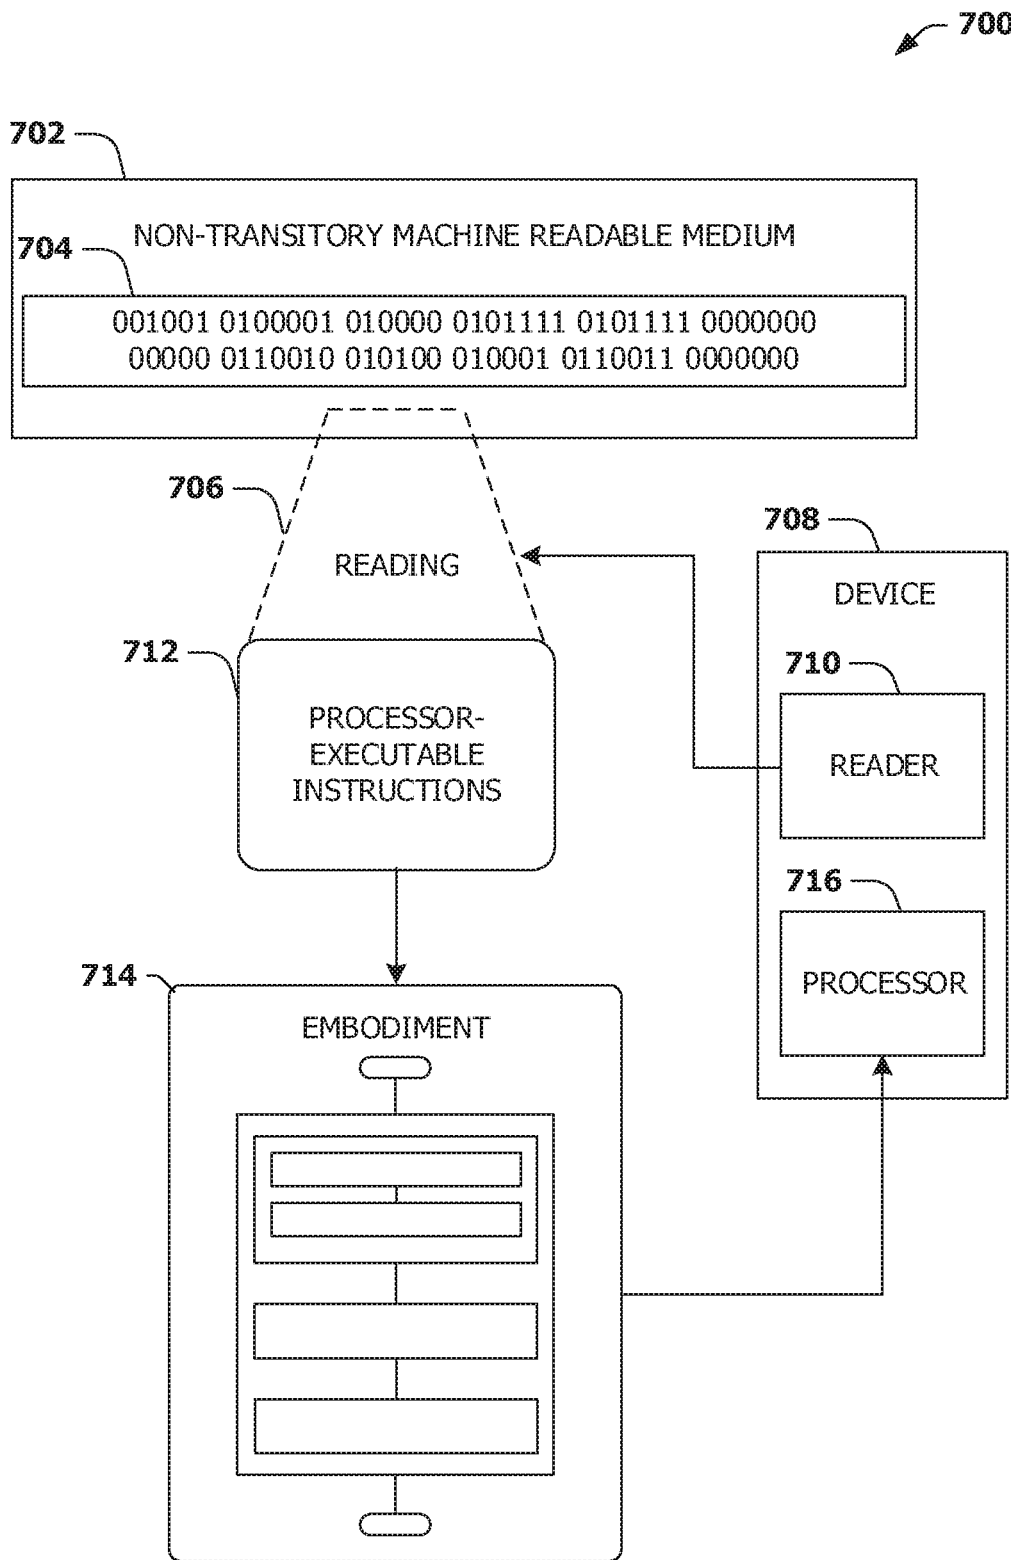 700
702
NON-TRANSITORY MACHINE READABLE MEDIUM
704
001001 0100001 010000 0101111 0101111 0000000
00000 0110010 010100 010001 0110011 0000000
706
READING
708
DEVICE
710
READER
712
PROCESSOR-
EXECUTABLE
INSTRUCTIONS
716
PROCESSOR
714
EMBODIMENT